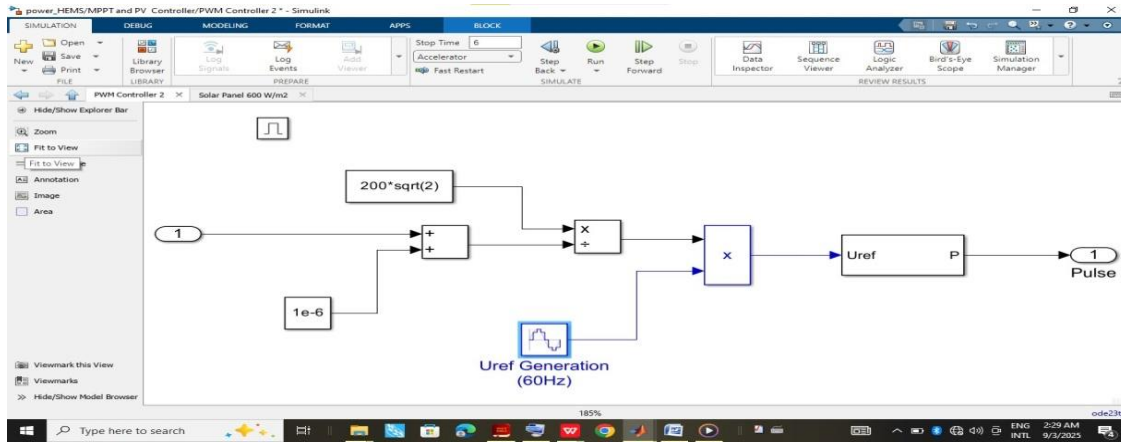 power_HEMS/MPPT and PV Controller/PWM Controller 2 * - Simulink
SIMULATION DEBUG MODELING FORMAT APPS BLOCK
New
Open
Save
Print
FILE
Library
Browser
LIBRARY
Log
Signals
Log
Events
Add
Viewer
PREPARE
Stop Time 6
Accelerator
Fast Restart
Step
Back
Run
Step
Forward
Stop
SIMULATE
Data
Inspector
Sequence
Viewer
Logic
Analyzer
Bird's-Eye
Scope
Simulation
Manager
REVIEW RESULTS
PWM Controller 2 × Solar Panel 600 W/m2 ×
Hide/Show Explorer Bar
Zoom
Fit to View
Fit to View
Annotation
Image
Area
200*sqrt(2)
1
+
+
×
÷
x
Uref P
1
Pulse
1e-6
Uref Generation
(60Hz)
Viewmark this View
Viewmarks
Hide/Show Model Browser
185%
ode23t
Type here to search
ENG 2:29 AM
INTL 9/3/2025
4